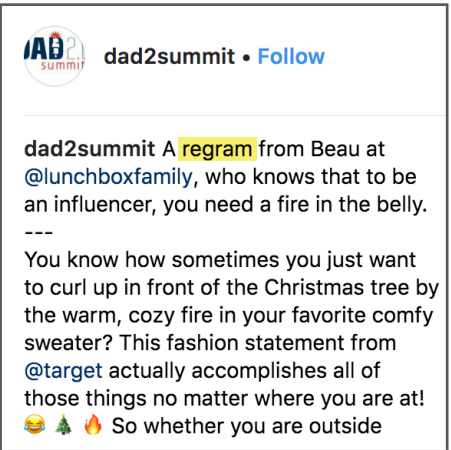 DAD2.
summit
dad2summit • Follow
dad2summit A regram from Beau at
@lunchboxfamily, who knows that to be
an influencer, you need a fire in the belly.
---
You know how sometimes you just want
to curl up in front of the Christmas tree by
the warm, cozy fire in your favorite comfy
sweater? This fashion statement from
@target actually accomplishes all of
those things no matter where you are at!
😂 🎄 🔥 So whether you are outside